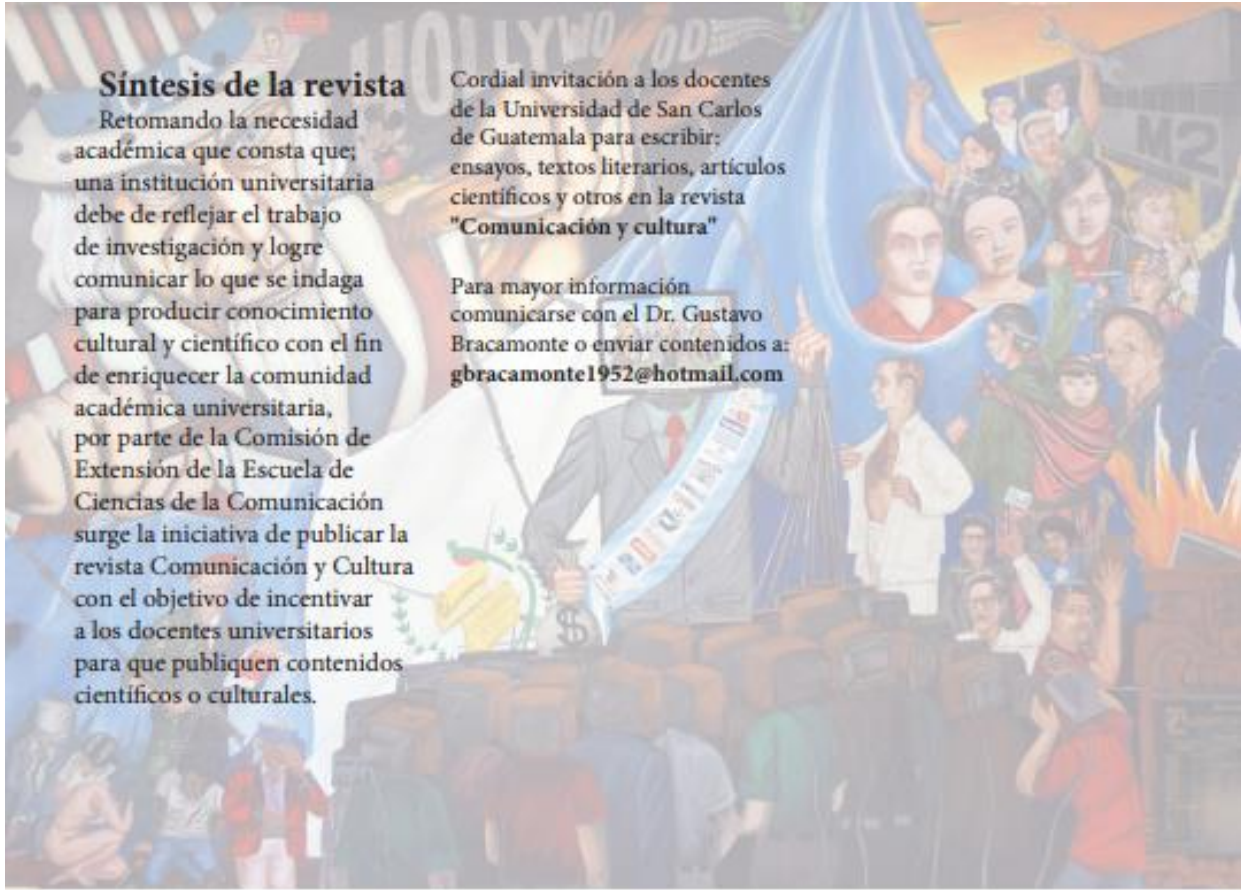 HOLLYWOOD
Síntesis de la revista
Retomando la necesidad
académica que consta que;
una institución universitaria
debe de reflejar el trabajo
de investigación y logre
comunicar lo que se indaga
para producir conocimiento
cultural y científico con el fin
de enriquecer la comunidad
académica universitaria,
por parte de la Comisión de
Extensión de la Escuela de
Ciencias de la Comunicación
surge la iniciativa de publicar la
revista Comunicación y Cultura
con el objetivo de incentivar
a los docentes universitarios
para que publiquen contenidos
científicos o culturales.
Cordial invitación a los docentes
de la Universidad de San Carlos
de Guatemala para escribir;
ensayos, textos literarios, artículos
científicos y otros en la revista
"Comunicación y cultura"
Para mayor información
comunicarse con el Dr. Gustavo
Bracamonte o enviar contenidos a:
gbracamonte1952@hotmail.com
M2
$